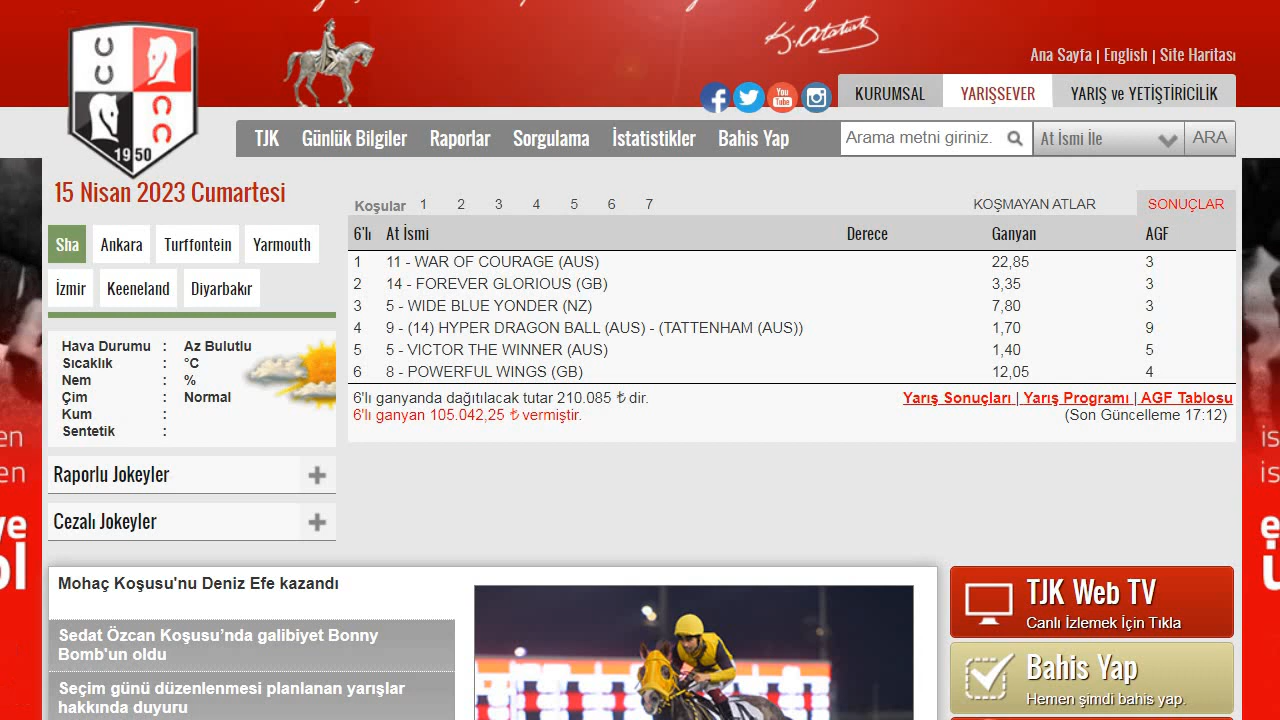 K. Atatürk
Ana Sayfa | English | Site Haritası
KURUMSAL YARIŞSEVER YARIŞ ve YETİŞTİRİCİLİK
1950
TJK Günlük Bilgiler Raporlar Sorgulama İstatistikler Bahis Yap Arama metni giriniz. At İsmi İle ARA
15 Nisan 2023 Cumartesi
Sha Ankara Turffontein Yarmouth
İzmir Keeneland Diyarbakır
Hava Durumu : Az Bulutlu
Sıcaklık : °C
Nem : %
Çim : Normal
Kum :
Sentetik :
Raporlu Jokeyler
Cezalı Jokeyler
Koşular 1 2 3 4 5 6 7 KOŞMAYAN ATLAR SONUÇLAR
6'lı At İsmi Derece Ganyan AGF
1 11 - WAR OF COURAGE (AUS) 22,85 3
2 14 - FOREVER GLORIOUS (GB) 3,35 3
3 5 - WIDE BLUE YONDER (NZ) 7,80 3
4 9 - (14) HYPER DRAGON BALL (AUS) - (TATTENHAM (AUS)) 1,70 9
5 5 - VICTOR THE WINNER (AUS) 1,40 5
6 8 - POWERFUL WINGS (GB) 12,05 4
6'lı ganyanda dağıtılacak tutar 210.085 ₺ dir. Yarış Sonuçları | Yarış Programı | AGF Tablosu
6'lı ganyan 105.042,25 ₺ vermiştir. (Son Güncelleme 17:12)
Mohaç Koşusu'nu Deniz Efe kazandı
Sedat Özcan Koşusu’nda galibiyet Bonny
Bomb'un oldu
Seçim günü düzenlenmesi planlanan yarışlar
hakkında duyuru
TJK Web TV
Canlı İzlemek İçin Tıkla
Bahis Yap
Hemen şimdi bahis yap.